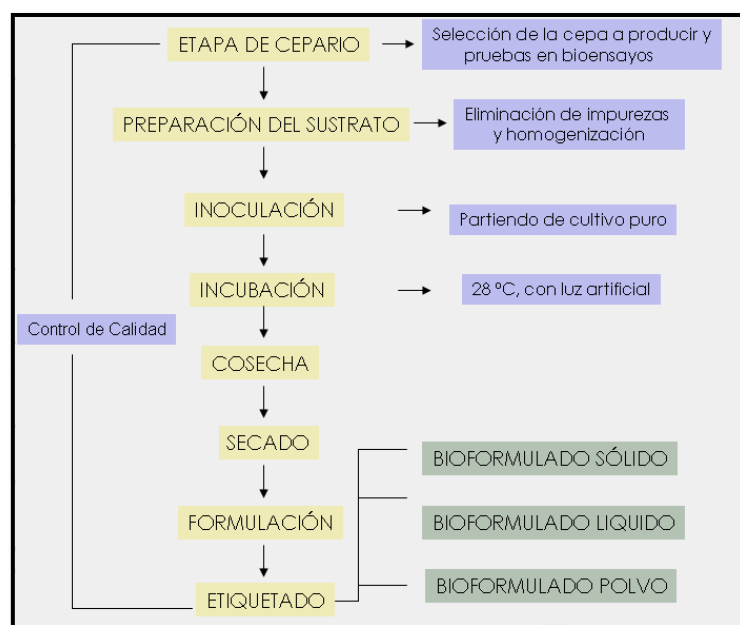 ETAPA DE CEPARIO
Selección de la cepa a producir y
pruebas en bioensayos
PREPARACIÓN DEL SUSTRATO
Eliminación de impurezas
y homogenización
INOCULACIÓN
Partiendo de cultivo puro
INCUBACIÓN
28 ºC, con luz artificial
Control de Calidad
COSECHA
SECADO
BIOFORMULADO SÓLIDO
FORMULACIÓN
BIOFORMULADO LIQUIDO
ETIQUETADO
BIOFORMULADO POLVO